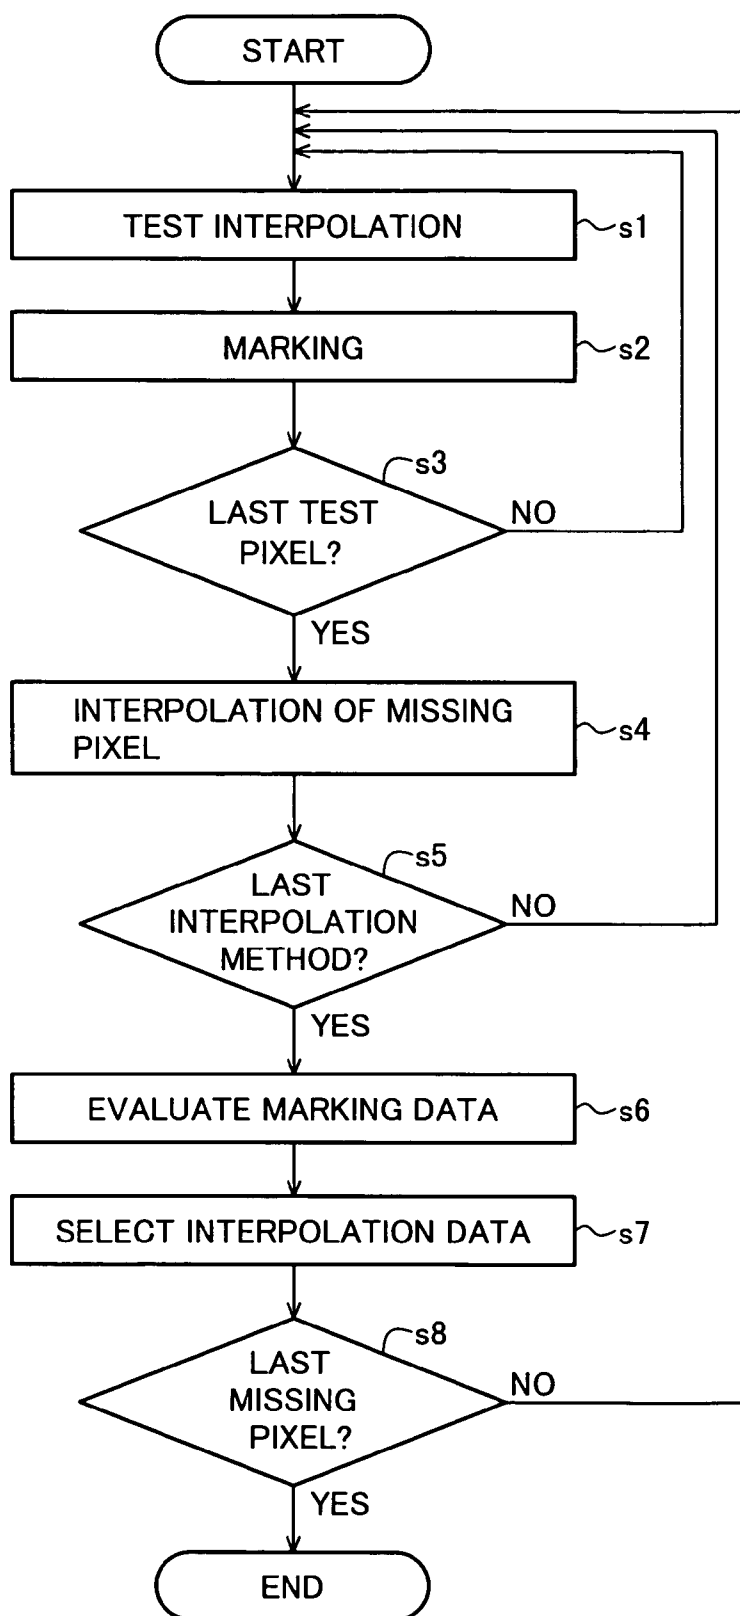 START
TEST INTERPOLATION
s1
MARKING
s2
s3
LAST TEST
PIXEL?
NO
YES
INTERPOLATION OF MISSING
PIXEL
s4
s5
LAST
INTERPOLATION
METHOD?
NO
YES
EVALUATE MARKING DATA
s6
SELECT INTERPOLATION DATA
s7
s8
LAST
MISSING
PIXEL?
NO
YES
END